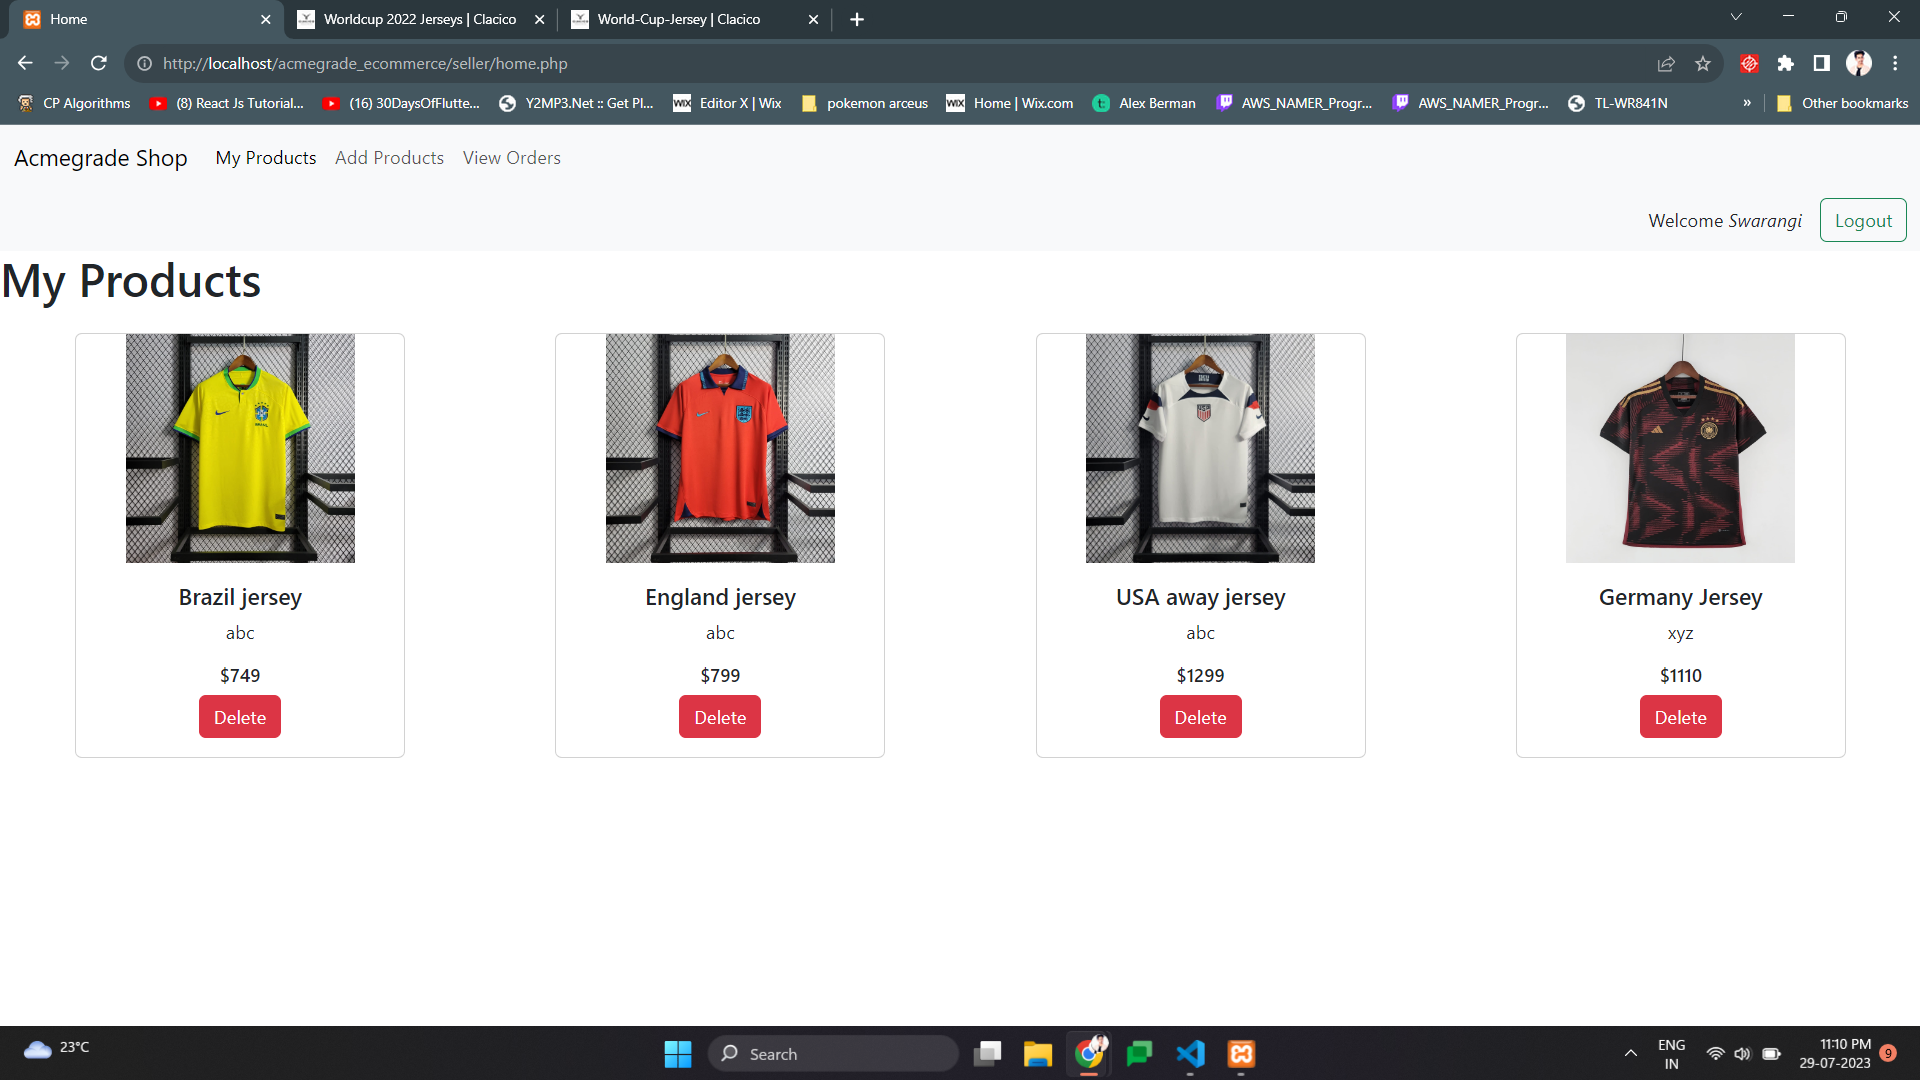 Home
Worldcup 2022 Jerseys | Clacico
World-Cup-Jersey | Clacico
http://localhost/acmegrade_ecommerce/seller/home.php
CP Algorithms
(8) React Js Tutorial...
(16) 30DaysOfFlutte...
Y2MP3.Net :: Get Pl...
WIX Editor X | Wix
pokemon arceus
WIX Home | Wix.com
t Alex Berman
AWS_NAMER_Progr...
AWS_NAMER_Progr...
TL-WR841N
»
Other bookmarks
Acmegrade Shop
My Products
Add Products
View Orders
Welcome Swarangi
Logout
My Products
Brazil jersey
abc
$749
Delete
England jersey
abc
$799
Delete
USA away jersey
abc
$1299
Delete
Germany Jersey
xyz
$1110
Delete
23°C
Search
ENG
IN
11:10 PM
29-07-2023
9